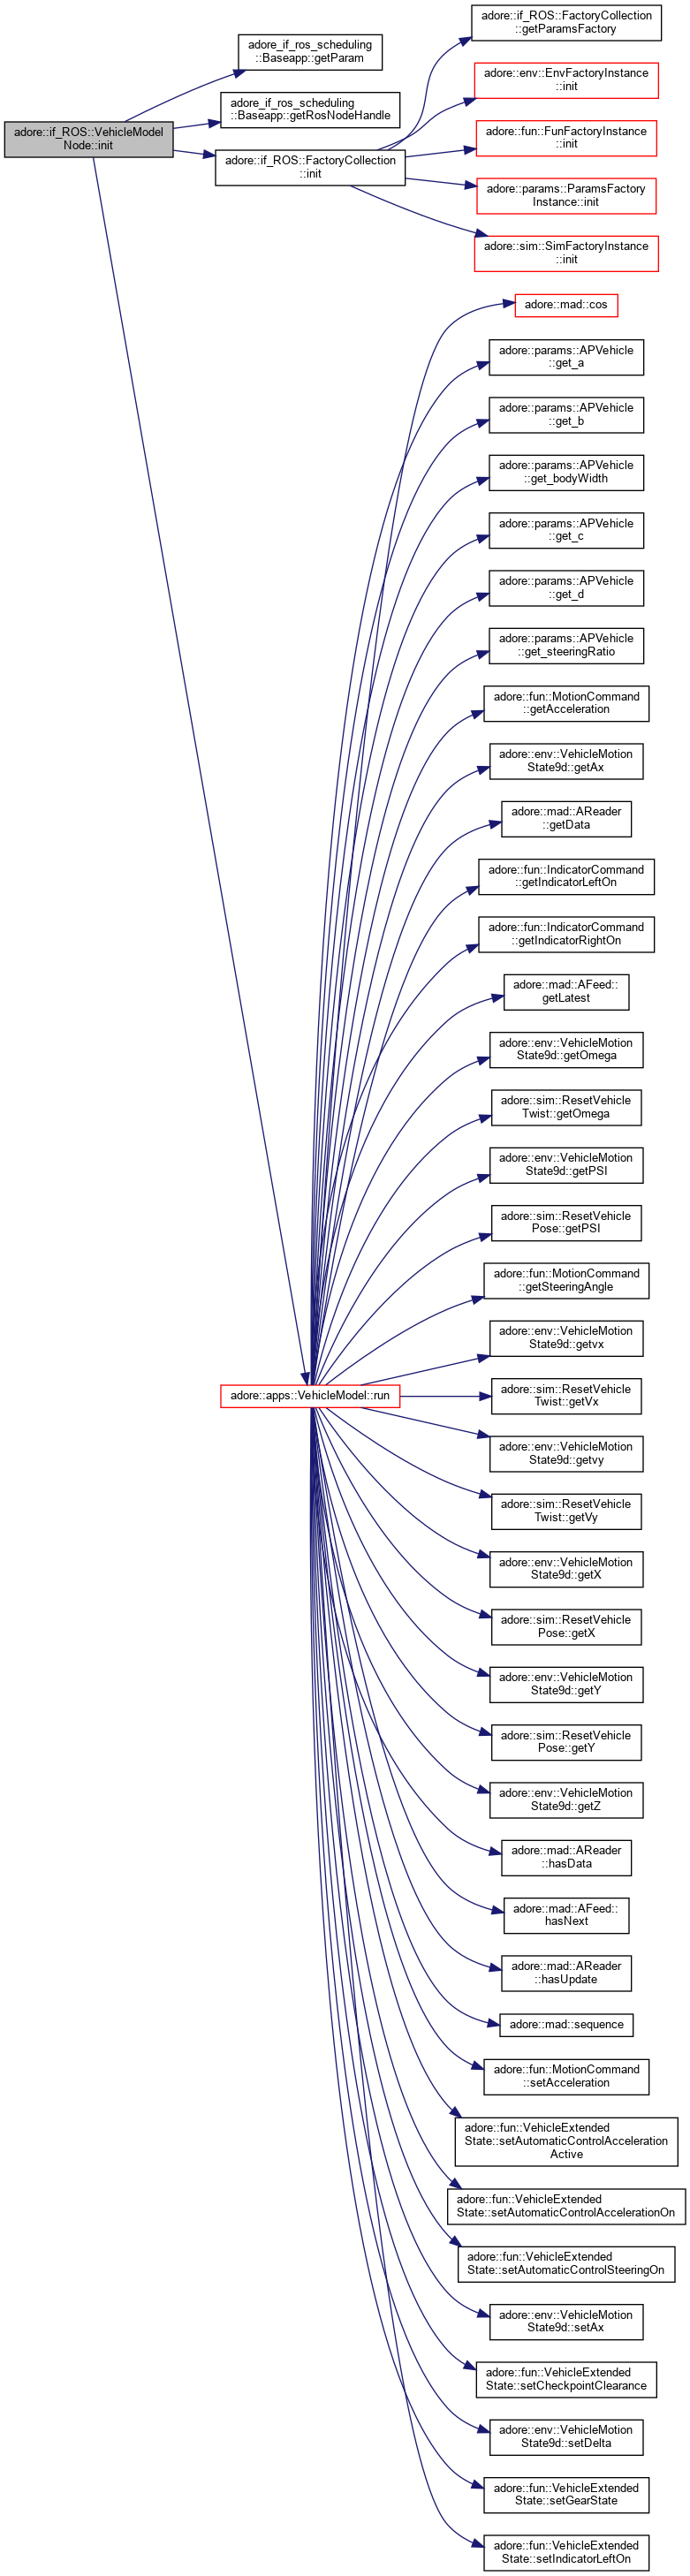 adore::if_ROS::VehicleModel
Node::init
adore_if_ros_scheduling
::Baseapp::getParam
adore_if_ros_scheduling
::Baseapp::getRosNodeHandle
adore::if_ROS::FactoryCollection
::init
adore::if_ROS::FactoryCollection
::getParamsFactory
adore::env::EnvFactoryInstance
::init
adore::fun::FunFactoryInstance
::init
adore::params::ParamsFactory
Instance::init
adore::sim::SimFactoryInstance
::init
adore::apps::VehicleModel::run
adore::mad::cos
adore::params::APVehicle
::get_a
adore::params::APVehicle
::get_b
adore::params::APVehicle
::get_bodyWidth
adore::params::APVehicle
::get_c
adore::params::APVehicle
::get_d
adore::params::APVehicle
::get_steeringRatio
adore::fun::MotionCommand
::getAcceleration
adore::env::VehicleMotion
State9d::getAx
adore::mad::AReader
::getData
adore::fun::IndicatorCommand
::getIndicatorLeftOn
adore::fun::IndicatorCommand
::getIndicatorRightOn
adore::mad::AFeed::
getLatest
adore::env::VehicleMotion
State9d::getOmega
adore::sim::ResetVehicle
Twist::getOmega
adore::env::VehicleMotion
State9d::getPSI
adore::sim::ResetVehicle
Pose::getPSI
adore::fun::MotionCommand
::getSteeringAngle
adore::env::VehicleMotion
State9d::getvx
adore::sim::ResetVehicle
Twist::getVx
adore::env::VehicleMotion
State9d::getvy
adore::sim::ResetVehicle
Twist::getVy
adore::env::VehicleMotion
State9d::getX
adore::sim::ResetVehicle
Pose::getX
adore::env::VehicleMotion
State9d::getY
adore::sim::ResetVehicle
Pose::getY
adore::env::VehicleMotion
State9d::getZ
adore::mad::AReader
::hasData
adore::mad::AFeed::
hasNext
adore::mad::AReader
::hasUpdate
adore::mad::sequence
adore::fun::MotionCommand
::setAcceleration
adore::fun::VehicleExtended
State::setAutomaticControlAcceleration
Active
adore::fun::VehicleExtended
State::setAutomaticControlAccelerationOn
adore::fun::VehicleExtended
State::setAutomaticControlSteeringOn
adore::env::VehicleMotion
State9d::setAx
adore::fun::VehicleExtended
State::setCheckpointClearance
adore::env::VehicleMotion
State9d::setDelta
adore::fun::VehicleExtended
State::setGearState
adore::fun::VehicleExtended
State::setIndicatorLeftOn